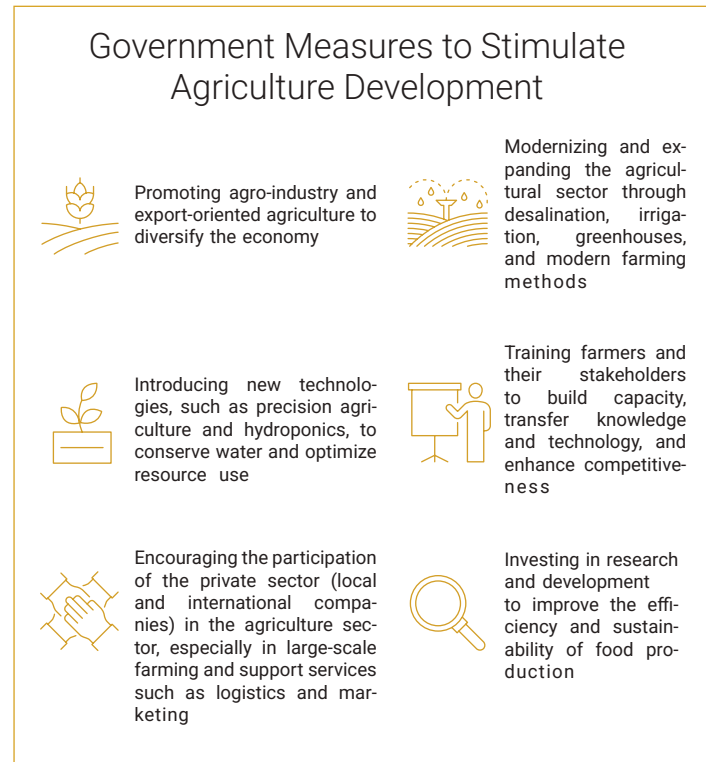 Government Measures to Stimulate
Agriculture Development
Promoting agro-industry and
export-oriented agriculture to
diversify the economy
Modernizing and ex-
panding the agricul-
tural sector through
desalination, irriga-
tion, greenhouses,
and modern farming
methods
Introducing new technolo-
gies, such as precision agri-
culture and hydroponics, to
conserve water and optimize
resource use
Training farmers and
their stakeholders
to build capacity,
transfer knowledge
and technology, and
enhance competitive-
ness
Encouraging the participation
of the private sector (local
and international compa-
nies) in the agriculture sec-
tor, especially in large-scale
farming and support services
such as logistics and mar-
keting
Investing in research
and development
to improve the effi-
ciency and sustain-
ability of food pro-
duction